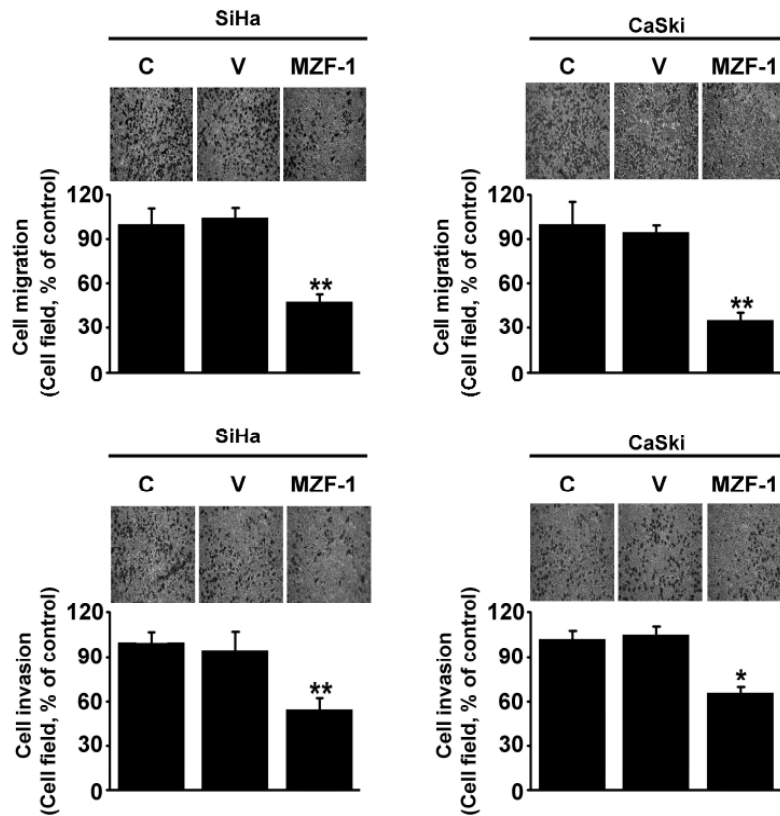 SiHa
C V MZF-1
120
90
60
30
0
Cell migration
(Cell field, % of control)
**
CaSki
C V MZF-1
120
90
60
30
0
Cell migration
(Cell field, % of control)
**
SiHa
C V MZF-1
120
90
60
30
0
Cell invasion
(Cell field, % of control)
**
CaSki
C V MZF-1
120
90
60
30
0
Cell invasion
(Cell field, % of control)
*